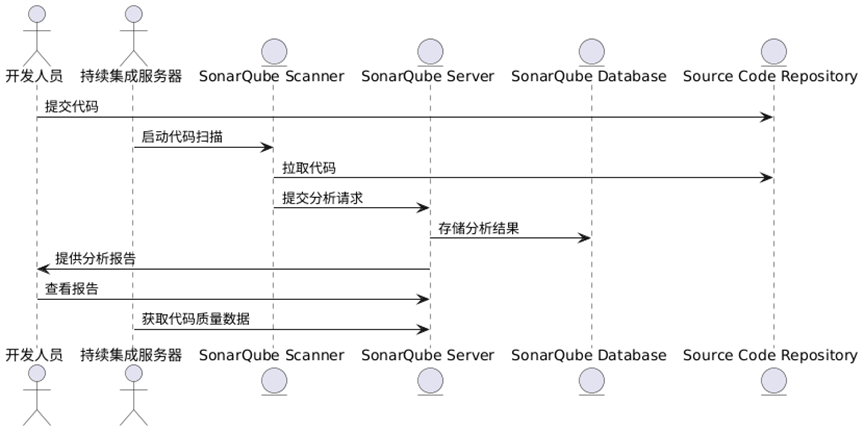 开发人员 持续集成服务器 SonarQube Scanner SonarQube Server SonarQube Database Source Code Repository
提交代码
启动代码扫描
拉取代码
提交分析请求
存储分析结果
提供分析报告
查看报告
获取代码质量数据
开发人员 持续集成服务器 SonarQube Scanner SonarQube Server SonarQube Database Source Code Repository